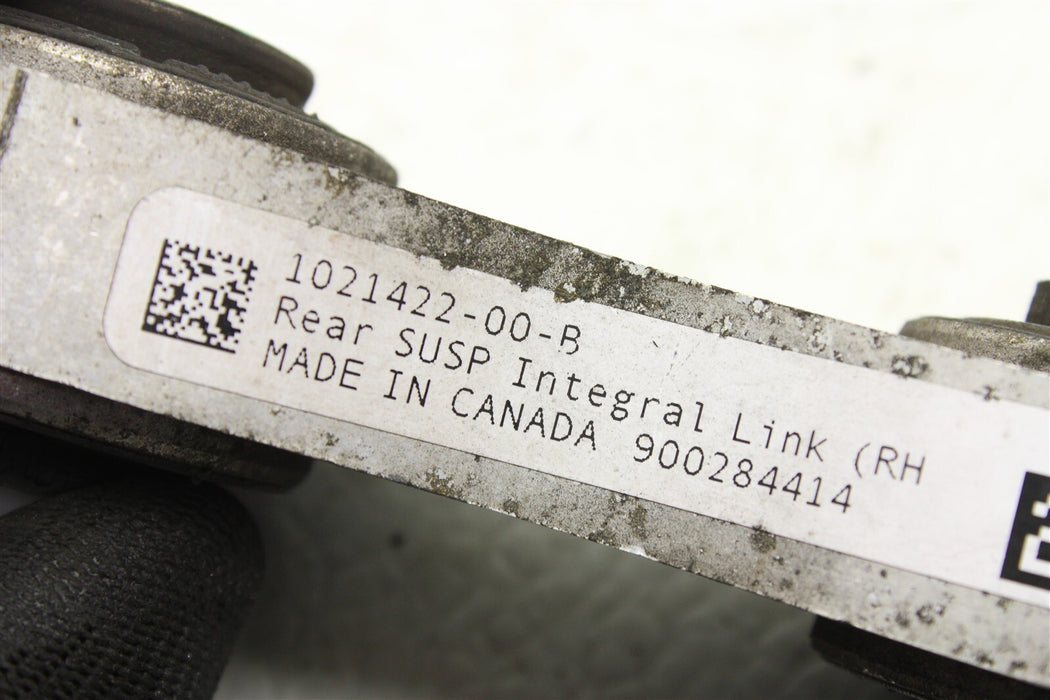 1021422-00-B
Rear SUSP Integral Link (RH
MADE IN CANADA 900284414